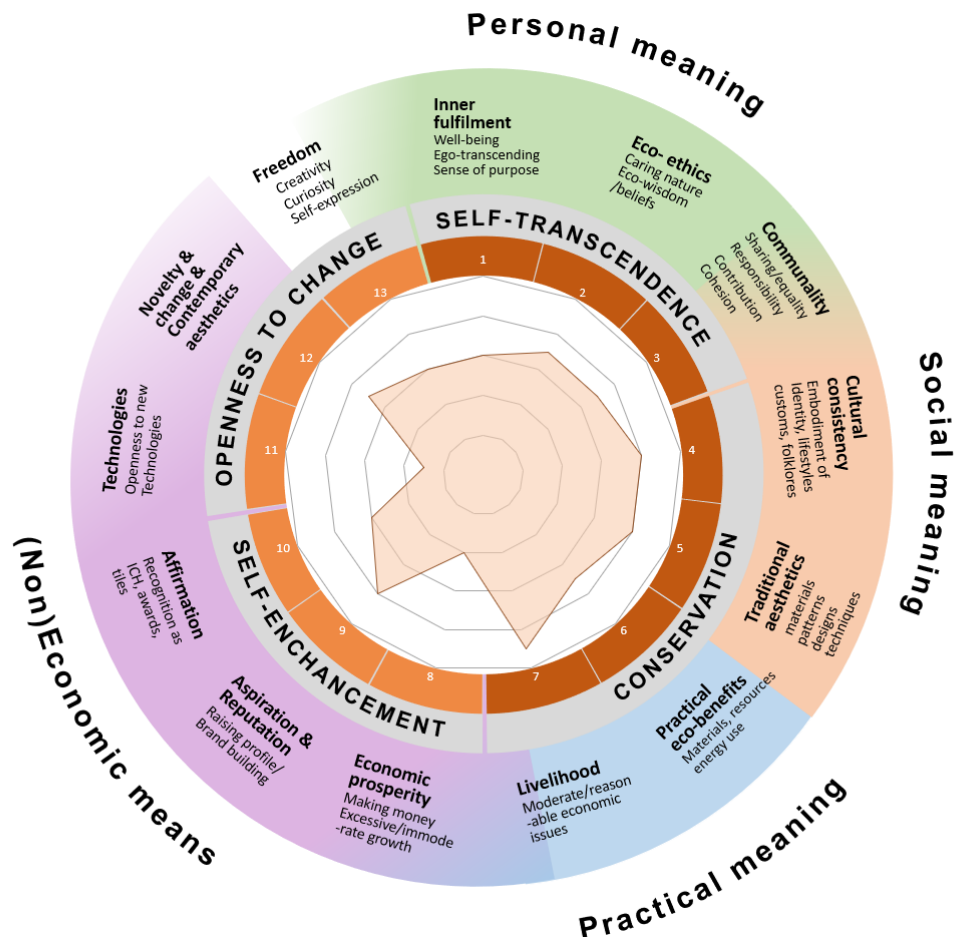 Personal meaning
Inner
fulfilment
Well-being
Ego-transcending
Sense of purpose
Eco- ethics
Caring nature
Eco-wisdom
/beliefs
Communality
Sharing/equality
Responsibility
Contribution
Cohesion
Social meaning
Cultural
consistency
Embodiment of
Identity, lifestyles
customs, folklores
Traditional
aesthetics
materials
patterns
designs
techniques
Practical meaning
Practical
eco-benefits
Materials, resources
energy use
Livelihood
Moderate/reason
-able economic
issues
(Non)Economic means
Economic
prosperity
Making money
Excessive/immode
-rate growth
Aspiration &
Reputation
Raising profile/
Brand building
Affirmation
Recognition as
ICH, awards,
tiles
Technologies
Openness to new
Technologies
Novelty &
change &
Contemporary
aesthetics
Freedom
Creativity
Curiosity
Self-expression
SELF-TRANSCENDENCE
CONSERVATION
SELF-ENCHANCEMENT
OPENNESS TO CHANGE
1
2
3
4
5
6
7
8
9
10
11
12
13